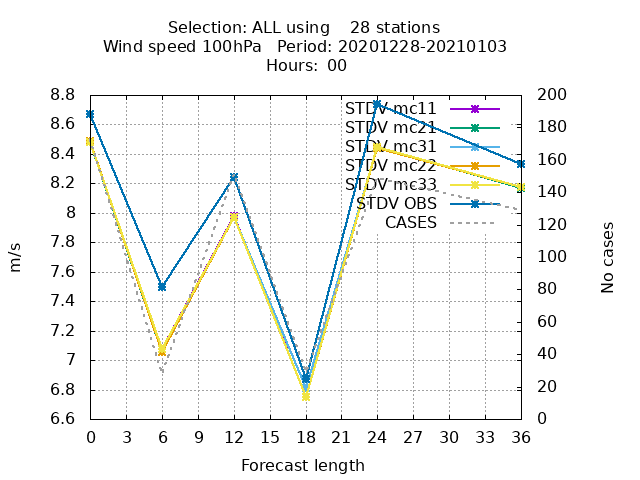 Selection: ALL using    28 stations
Wind speed 100hPa   Period: 20201228-20210103
Hours: 00
8.8
8.6
8.4
8.2
8
7.8
7.6
7.4
7.2
7
6.8
6.6
m/s
STDV mc11
STDV mc21
STDV mc31
STDV mc22
STDV mc33
STDV OBS
CASES
200
180
160
140
120
100
80
60
40
20
0
No cases
0 3 6 9 12 15 18 21 24 27 30 33 36
Forecast length